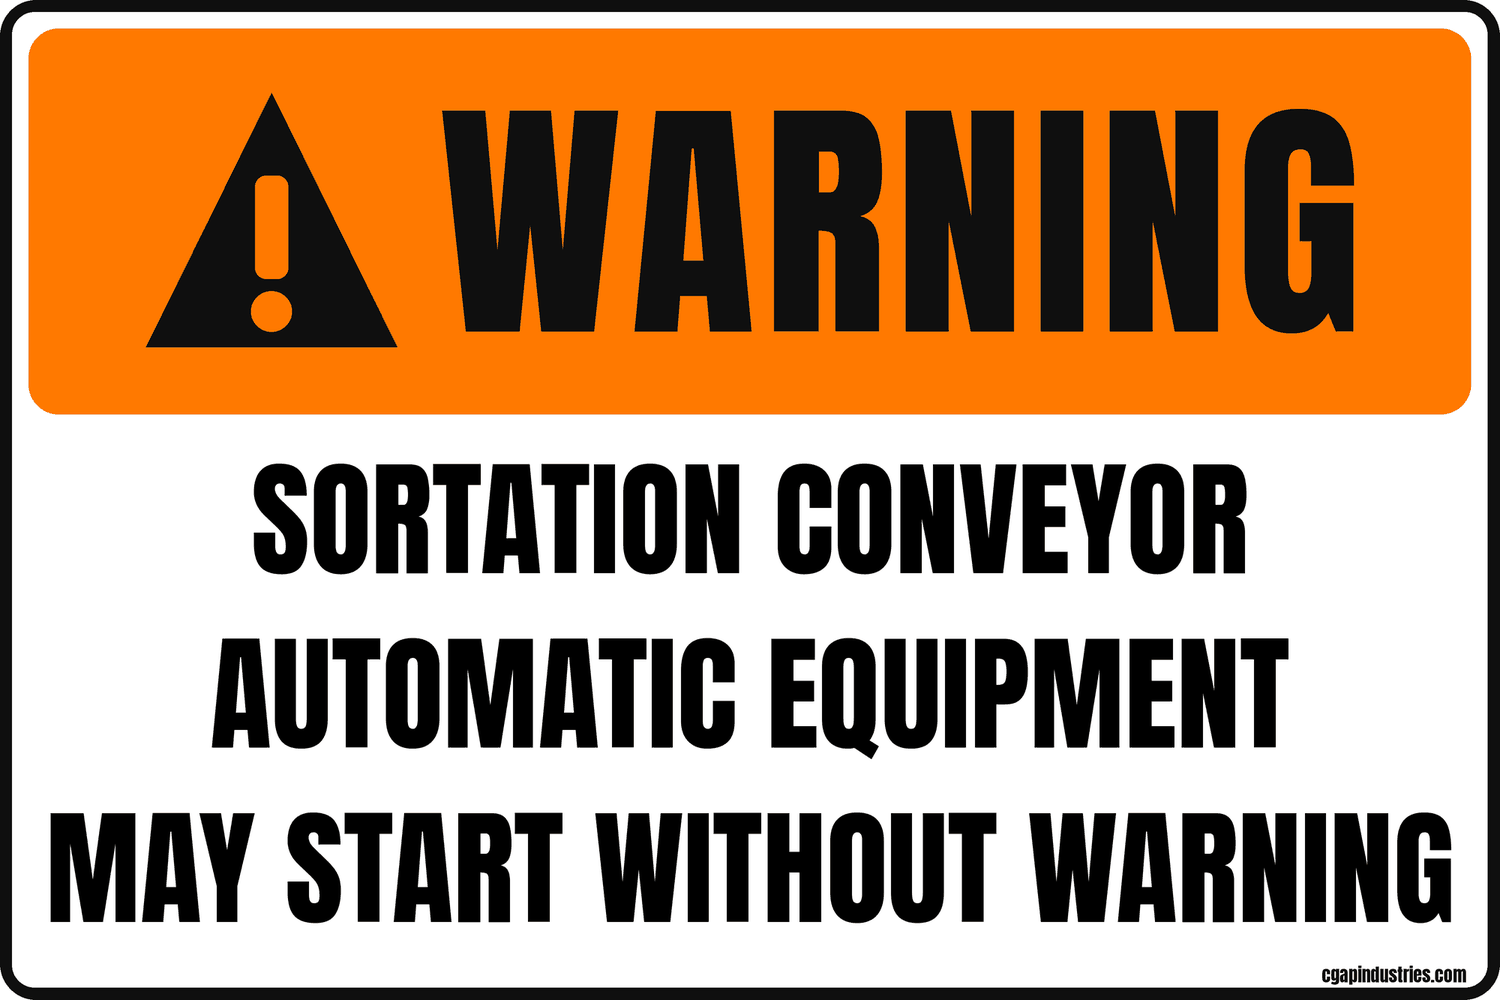 WARNING
SORTATION CONVEYOR
AUTOMATIC EQUIPMENT
MAY START WITHOUT WARNING
cgapindustries.com